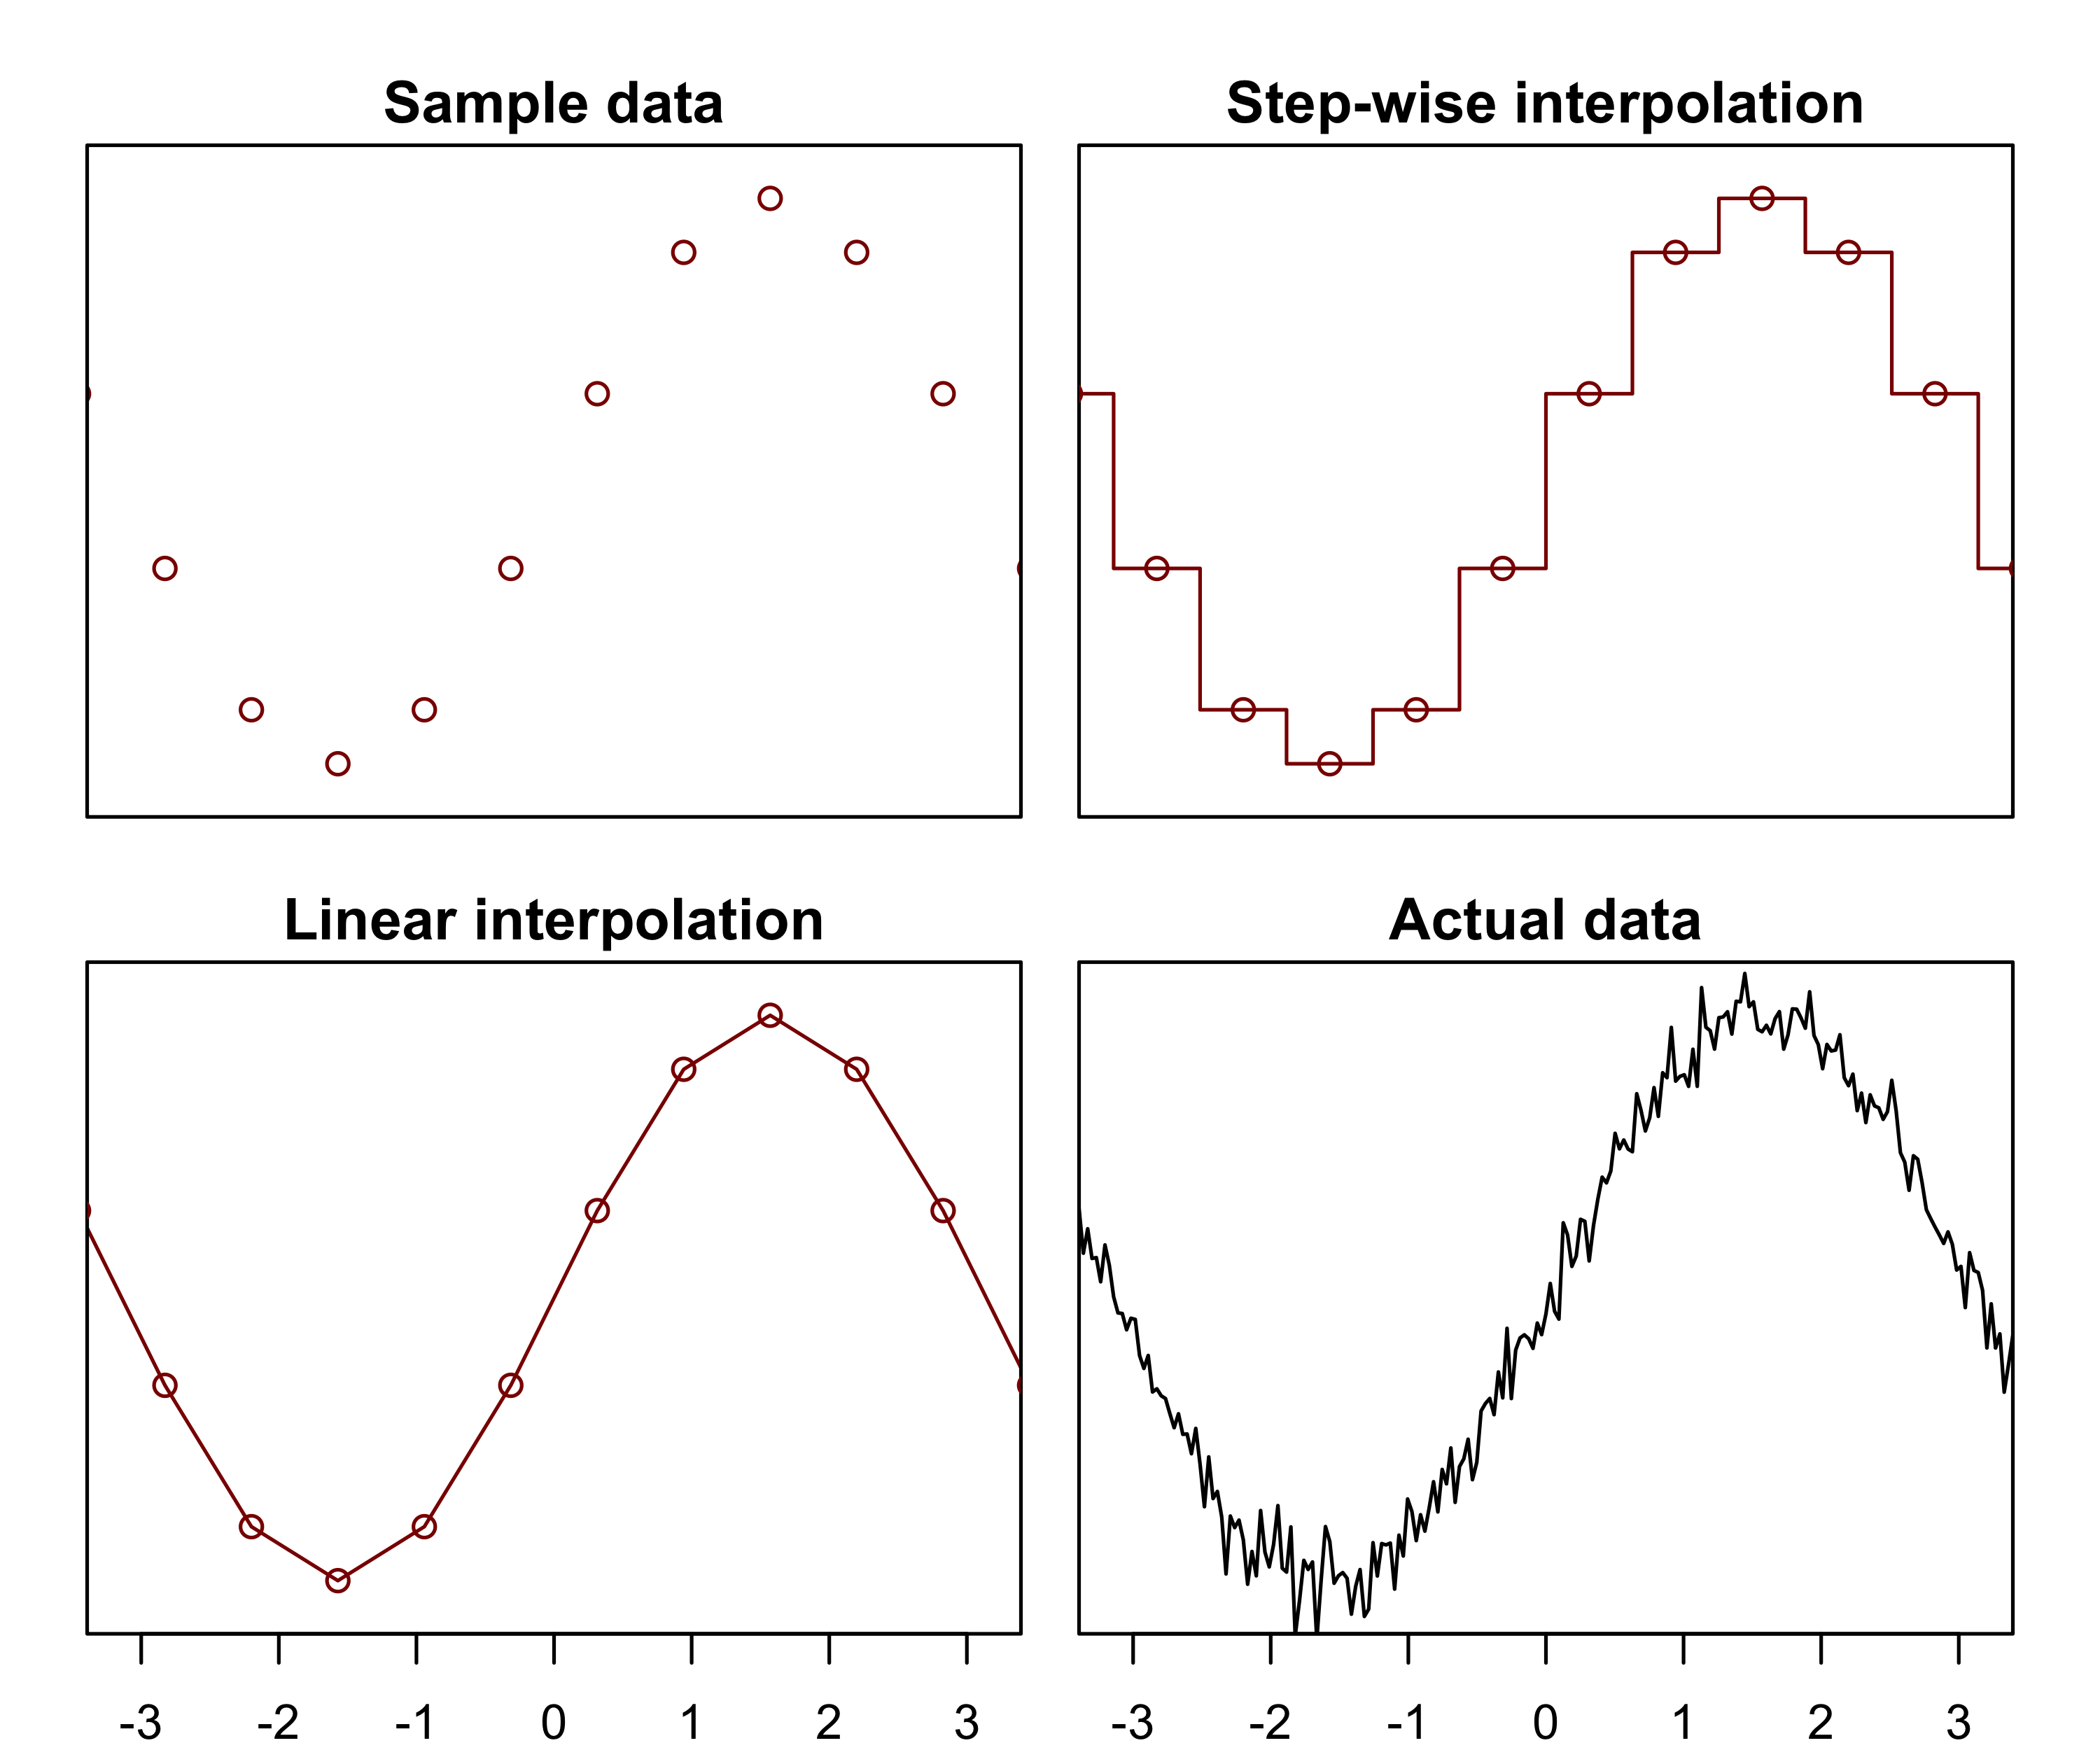 Sample data
Step-wise interpolation
Linear interpolation
Actual data
-3 -2 -1 0 1 2 3
-3 -2 -1 0 1 2 3